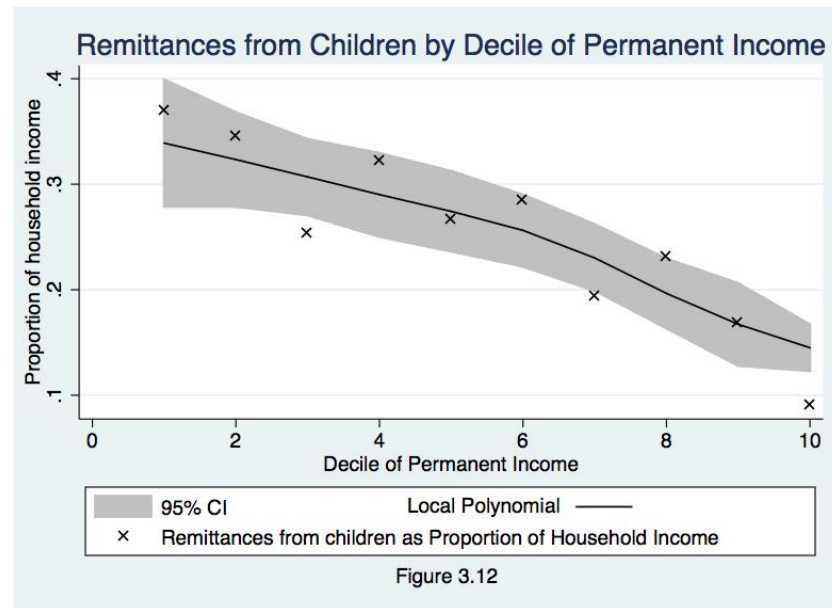 Remittances from Children by Decile of Permanent Income
Proportion of household income
.4
.3
.2
.1
0 2 4 6 8 10
Decile of Permanent Income
95% CI Local Polynomial
Remittances from children as Proportion of Household Income
Figure 3.12